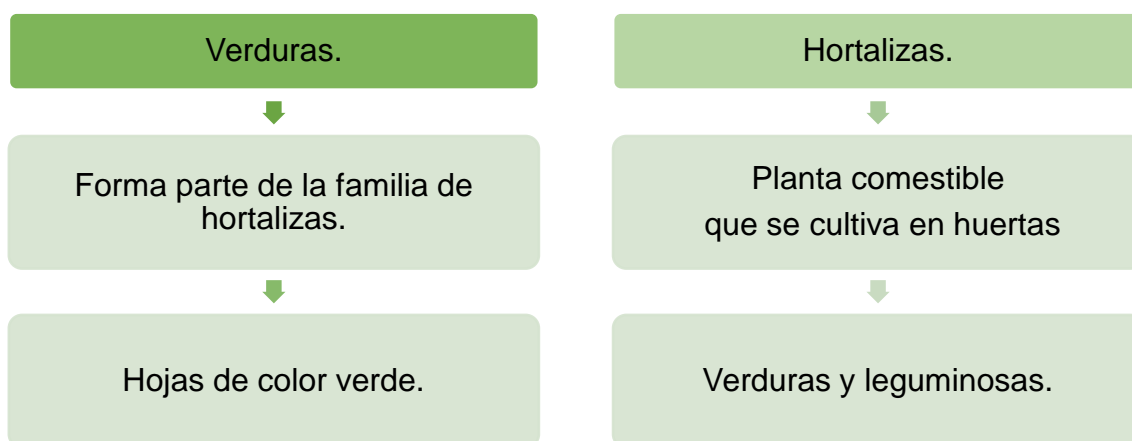 Verduras.
Forma parte de la familia de
hortalizas.
Hojas de color verde.
Hortalizas.
Planta comestible
que se cultiva en huertas
Verduras y leguminosas.